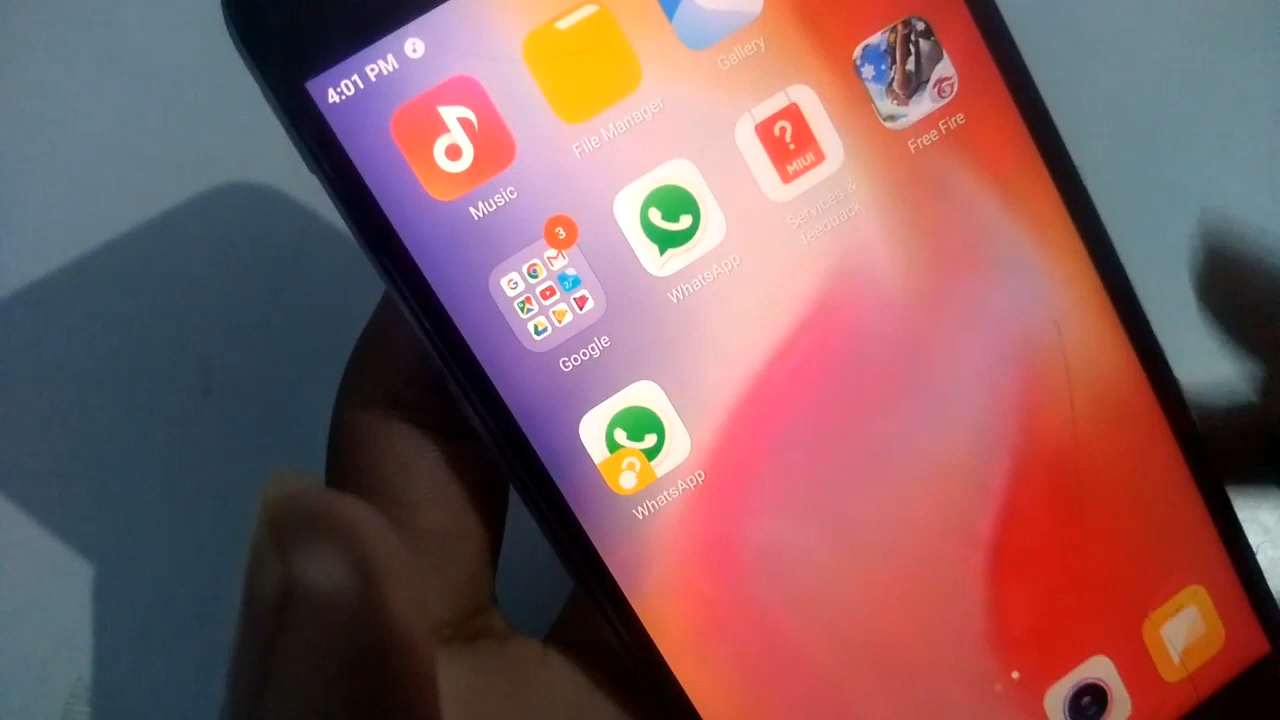 4:01 PM
Music
File Manager
Gallery
3
Google
WhatsApp
?
MIUI
Services &
feedback
Free Fire
WhatsApp